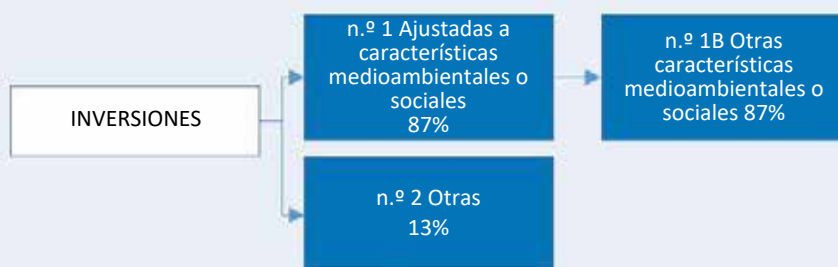 INVERSIONES
n.º 1 Ajustadas a
características
medioambientales o
sociales
87%
n.º 1B Otras
características
medioambientales o
sociales 87%
n.º 2 Otras
13%